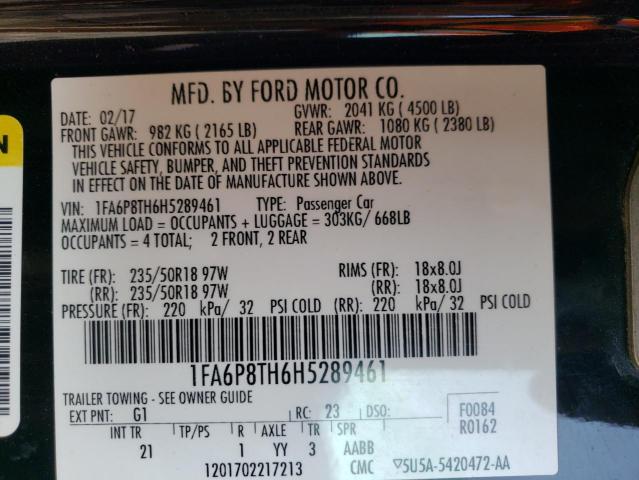 MFD. BY FORD MOTOR CO.
DATE: 02/17 GVWR: 2041 KG ( 4500 LB)
FRONT GAWR: 982 KG ( 2165 LB) REAR GAWR: 1080 KG ( 2380 LB)
THIS VEHICLE CONFORMS TO ALL APPLICABLE FEDERAL MOTOR
VEHICLE SAFETY, BUMPER, AND THEFT PREVENTION STANDARDS
IN EFFECT ON THE DATE OF MANUFACTURE SHOWN ABOVE.
VIN: 1FA6P8TH6H5289461 TYPE: Passenger Car
MAXIMUM LOAD = OCCUPANTS + LUGGAGE = 303KG/ 668LB
OCCUPANTS = 4 TOTAL; 2 FRONT, 2 REAR
TIRE (FR): 235/50R18 97W RIMS (FR): 18x8.0J
(RR): 235/50R18 97W (RR): 18x8.0J
PRESSURE (FR): 220 kPa/ 32 PSI COLD (RR): 220 kPa/ 32 PSI COLD
1FA6P8TH6H5289461
TRAILER TOWING - SEE OWNER GUIDE
EXT PNT: G1 RC: 23 DSO: F0084
R0162
INT TR TP/PS R AXLE TR SPR
21 1 YY 3 AABB
1201702217213 CMC ▽5U5A-5420472-AA